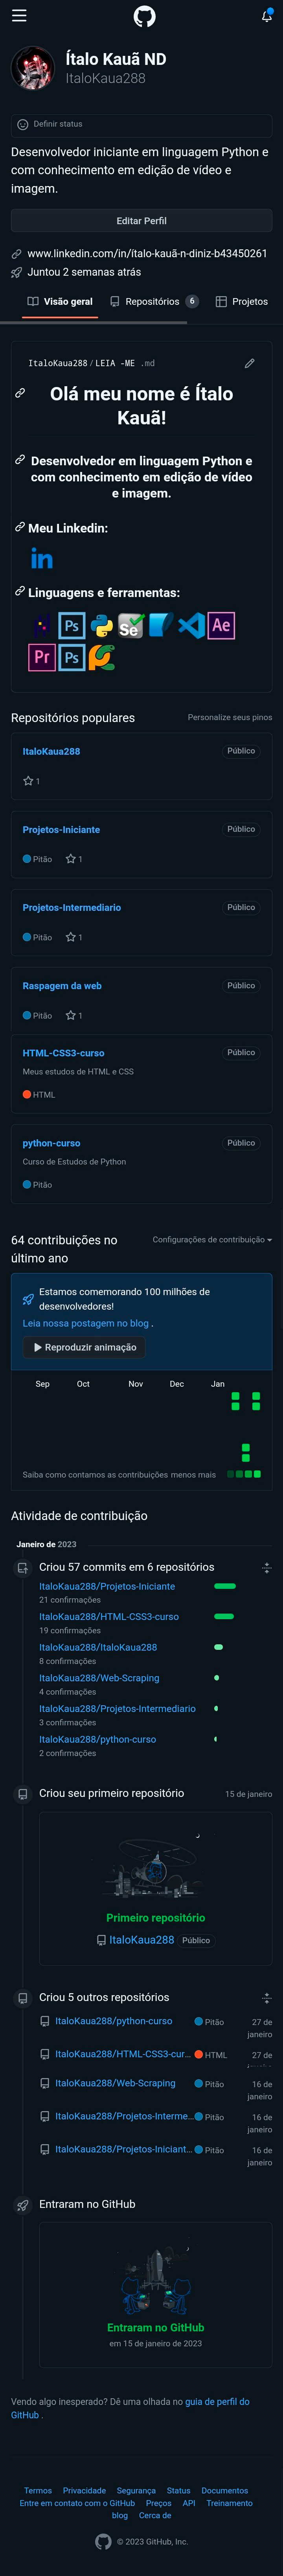 Ítalo Kauã ND
ItaloKaua288
Definir status
Desenvolvedor iniciante em linguagem Python e
com conhecimento em edição de vídeo e
imagem.
Editar Perfil
www.linkedin.com/in/ítalo-kauã-n-diniz-b43450261
Juntou 2 semanas atrás
Visão geral Repositórios 6 Projetos
ItaloKaua288 / LEIA -ME .md
Olá meu nome é Ítalo
Kauã!
Desenvolvedor em linguagem Python e
com conhecimento em edição de vídeo
e imagem.
Meu Linkedin:
in
Linguagens e ferramentas:
Ps Se Ae
Pr Ps
Repositórios populares Personalize seus pinos
ItaloKaua288 Público
1
Projetos-Iniciante Público
Pitão 1
Projetos-Intermediario Público
Pitão 1
Raspagem da web Público
Pitão 1
HTML-CSS3-curso Público
Meus estudos de HTML e CSS
HTML
python-curso Público
Curso de Estudos de Python
Pitão
64 contribuições no Configurações de contribuição
último ano
Estamos comemorando 100 milhões de
desenvolvedores!
Leia nossa postagem no blog .
Reproduzir animação
Sep Oct Nov Dec Jan
Saiba como contamos as contribuições menos mais
Atividade de contribuição
Janeiro de 2023
Criou 57 commits em 6 repositórios
ItaloKaua288/Projetos-Iniciante
21 confirmações
ItaloKaua288/HTML-CSS3-curso
19 confirmações
ItaloKaua288/ItaloKaua288
8 confirmações
ItaloKaua288/Web-Scraping
4 confirmações
ItaloKaua288/Projetos-Intermediario
3 confirmações
ItaloKaua288/python-curso
2 confirmações
Criou seu primeiro repositório 15 de janeiro
Primeiro repositório
ItaloKaua288 Público
Criou 5 outros repositórios
ItaloKaua288/python-curso Pitão 27 de
janeiro
ItaloKaua288/HTML-CSS3-cur... HTML 27 de
ItaloKaua288/Web-Scraping Pitão 16 de
janeiro
ItaloKaua288/Projetos-Interme... Pitão 16 de
janeiro
ItaloKaua288/Projetos-Iniciant... Pitão 16 de
janeiro
Entraram no GitHub
Entraram no GitHub
em 15 de janeiro de 2023
Vendo algo inesperado? Dê uma olhada no guia de perfil do
GitHub .
Termos Privacidade Segurança Status Documentos
Entre em contato com o GitHub Preços API Treinamento
blog Cerca de
© 2023 GitHub, Inc.